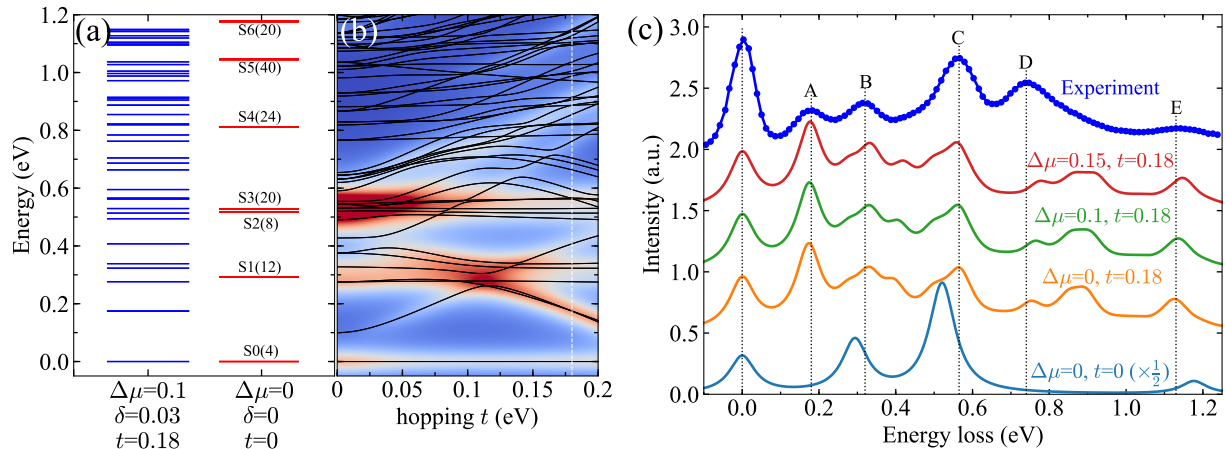 (a)
Energy (eV)
1.2
1.0
0.8
0.6
0.4
0.2
0.0
S6(20)
S5(40)
S4(24)
S3(20)
S2(8)
S1(12)
S0(4)
Δμ=0.1
δ=0.03
t=0.18
Δμ=0
δ=0
t=0
(b)
0 0.05 0.10 0.15 0.2
hopping t (eV)
(c)
Intensity (a.u.)
3.0
2.5
2.0
1.5
1.0
0.5
0.0
A
B
C
D
E
Experiment
Δμ=0.15, t=0.18
Δμ=0.1, t=0.18
Δμ=0, t=0.18
Δμ=0, t=0 (×½)
0.0 0.2 0.4 0.6 0.8 1.0 1.2
Energy loss (eV)